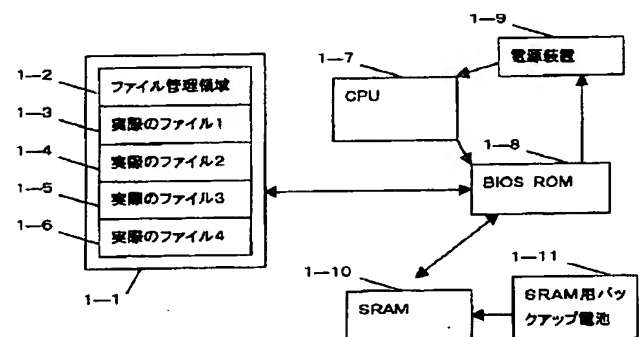 1—9
1—7
電源装置
1—2
ファイル管理領域
CPU
1—3
実際のファイル1
1—8
1—4
実際のファイル2
BIOS ROM
1—5
実際のファイル3
1—6
実際のファイル4
1—10
1—11
1—1
SRAM
SRAM用バッ
クアップ電池